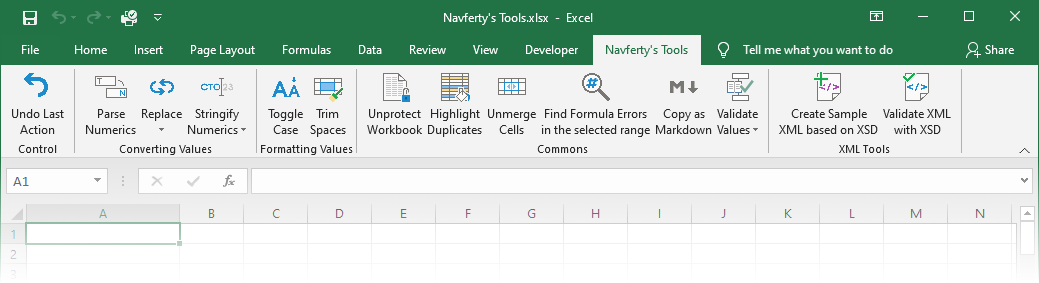 Navferty's Tools.xlsx - Excel
File Home Insert Page Layout Formulas Data Review View Developer Navferty's Tools Tell me what you want to do Share
T N CTO123 M
Undo Last Parse Replace Stringify Toggle Trim Unprotect Highlight Unmerge Find Formula Errors Copy as Validate Create Sample Validate XML
Action Numerics Numerics Case Spaces Workbook Duplicates Cells in the selected range Markdown Values XML based on XSD with XSD
Control Converting Values Formatting Values Commons XML Tools
A1 fx
A B C D E F G H I J K L M N
1
2
3